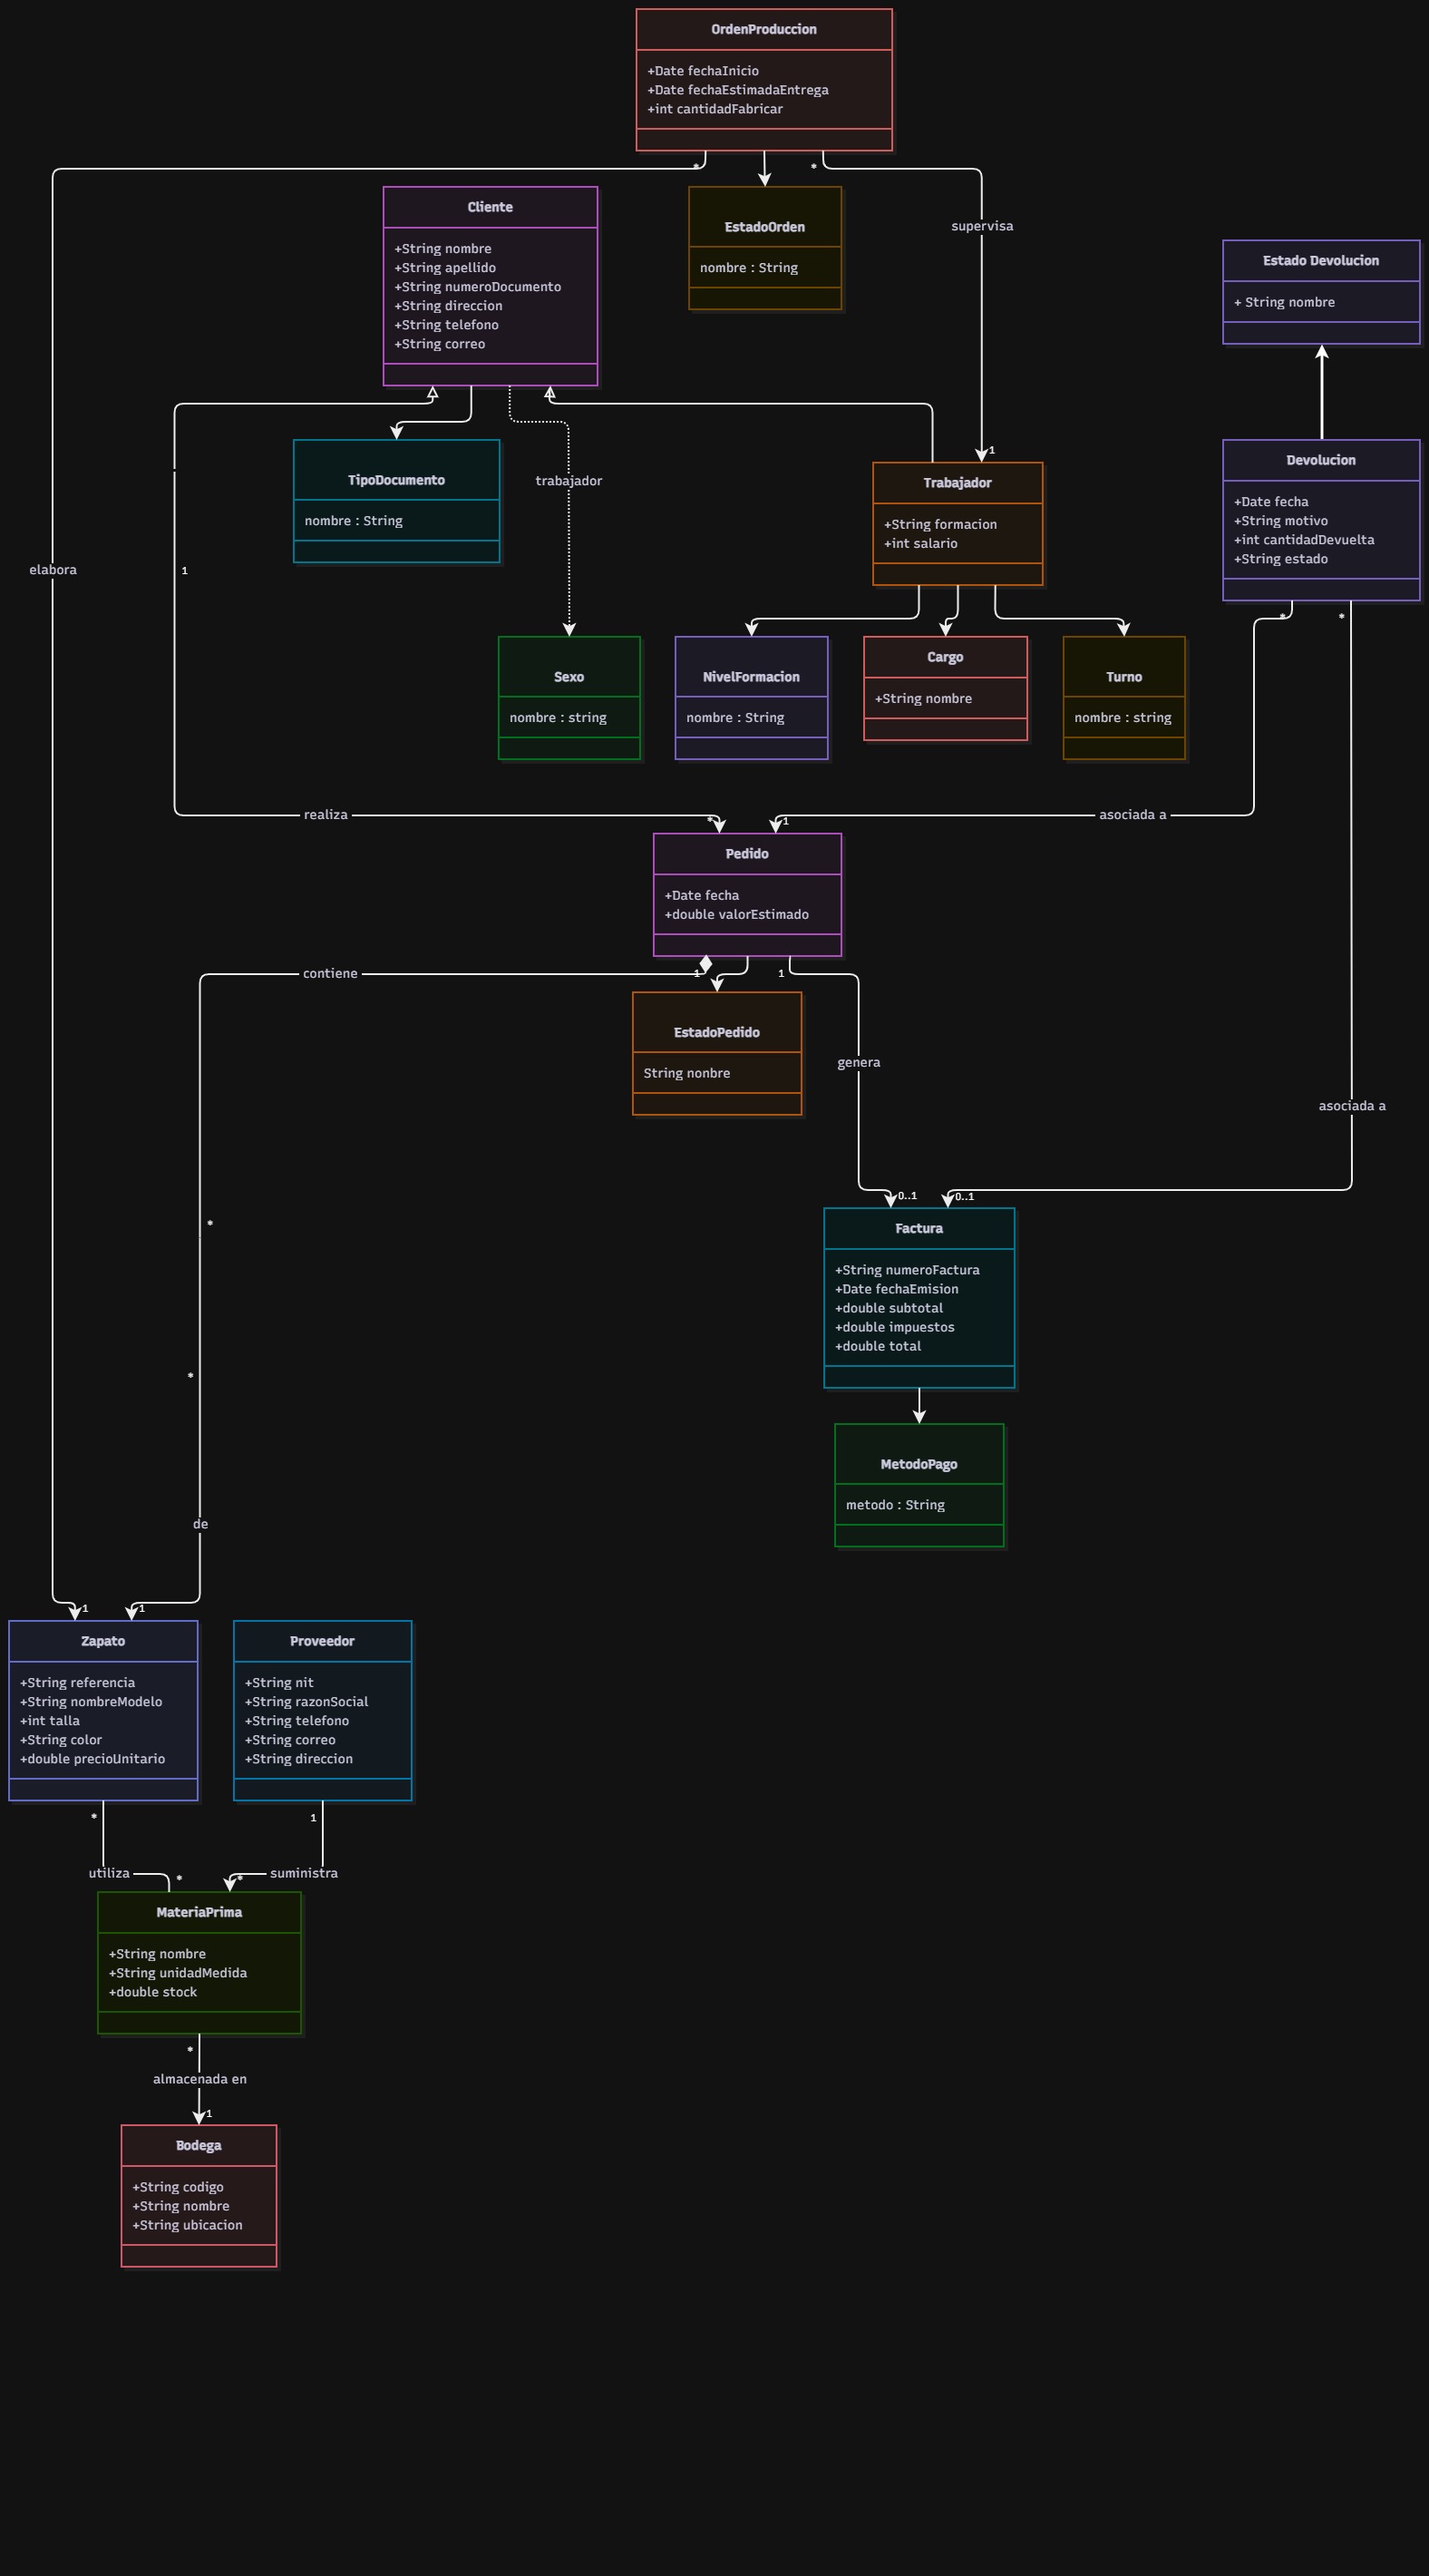 OrdenProduccion
+Date fechaInicio
+Date fechaEstimadaEntrega
+int cantidadFabricar
*
*
Cliente
+String nombre
+String apellido
+String numeroDocumento
+String direccion
+String telefono
+String correo
EstadoOrden
nombre : String
supervisa
Estado Devolucion
+ String nombre
1
TipoDocumento
nombre : String
trabajador
Trabajador
+String formacion
+int salario
Devolucion
+Date fecha
+String motivo
+int cantidadDevuelta
+String estado
elabora
1
*
*
Sexo
nombre : string
NivelFormacion
nombre : String
Cargo
+String nombre
Turno
nombre : string
realiza
*
1
asociada a
Pedido
+Date fecha
+double valorEstimado
contiene
1
1
EstadoPedido
String nonbre
genera
asociada a
0..1
0..1
*
Factura
+String numeroFactura
+Date fechaEmision
+double subtotal
+double impuestos
+double total
*
MetodoPago
metodo : String
de
1
1
Zapato
+String referencia
+String nombreModelo
+int talla
+String color
+double precioUnitario
Proveedor
+String nit
+String razonSocial
+String telefono
+String correo
+String direccion
*
1
utiliza
*
*
suministra
MateriaPrima
+String nombre
+String unidadMedida
+double stock
*
almacenada en
1
Bodega
+String codigo
+String nombre
+String ubicacion